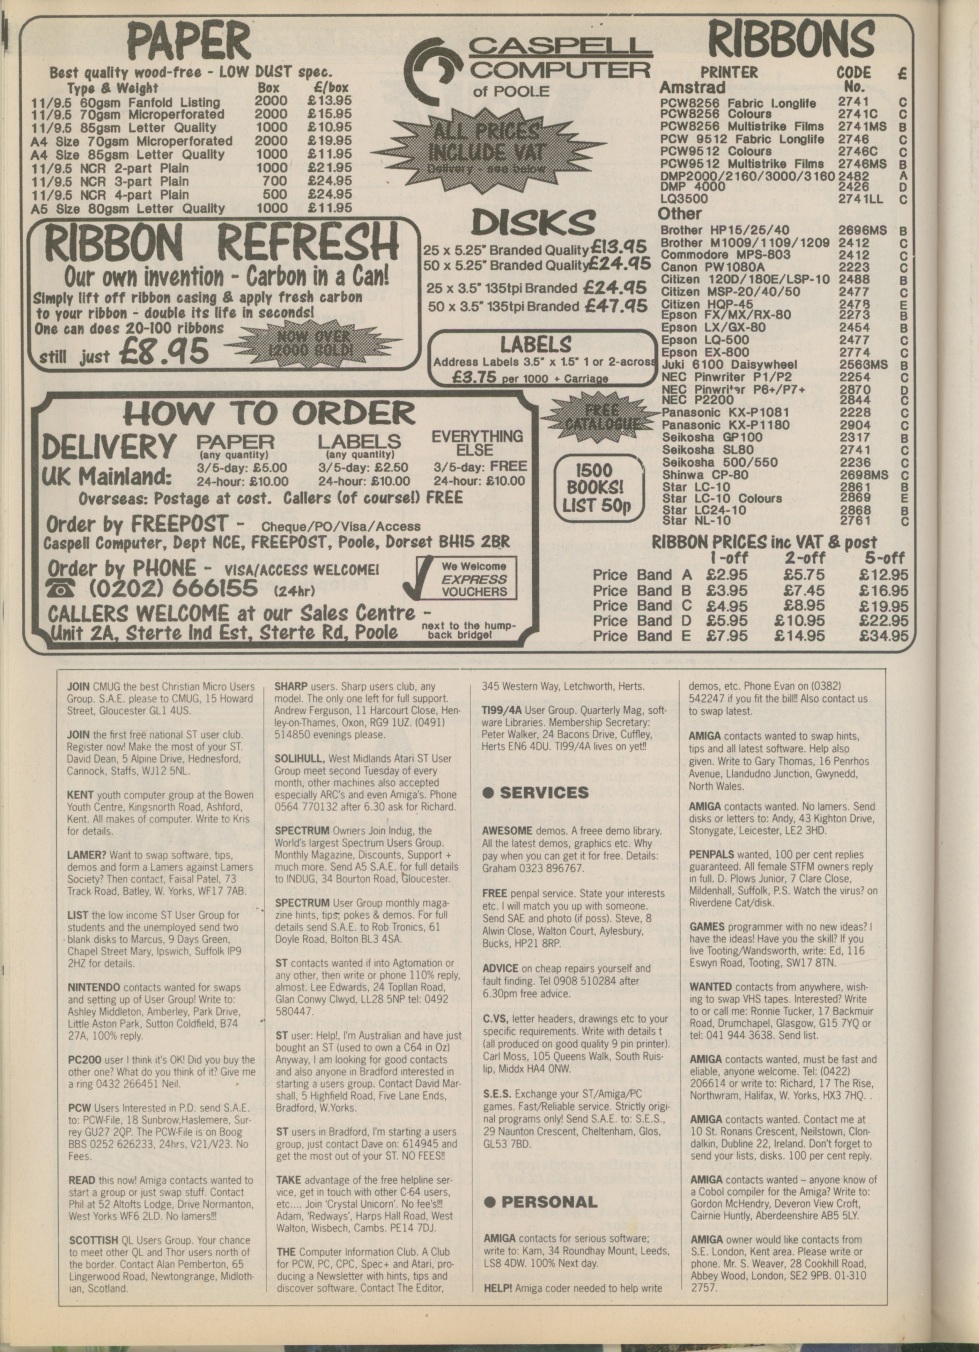 PAPER
Best quality wood-free - LOW DUST spec.
Type & Weight Box £/box
11/9.5 60gsm Fanfold Listing 2000 £13.95
11/9.5 70gsm Microperforated 2000 £15.95
11/9.5 85gsm Letter Quality 1000 £10.95
A4 Size 70gsm Microperforated 2000 £19.95
A4 Size 85gsm Letter Quality 1000 £11.95
11/9.5 NCR 2-part Plain 1000 £21.95
11/9.5 NCR 3-part Plain 700 £24.95
11/9.5 NCR 4-part Plain 500 £24.95
A5 Size 80gsm Letter Quality 1000 £11.95
CASPELL
COMPUTER
of POOLE
ALL PRICES
INCLUDE VAT
Delivery - see below
RIBBON REFRESH
Our own invention - Carbon in a Can!
Simply lift off ribbon casing & apply fresh carbon
to your ribbon - double its life in seconds!
One can does 20-100 ribbons
still just £8.95
NOW OVER
12000 SOLD!
DISKS
25 x 5.25" Branded Quality £13.95
50 x 5.25" Branded Quality £24.95
25 x 3.5" 135tpi Branded £24.95
50 x 3.5" 135tpi Branded £47.95
LABELS
Address Labels 3.5" x 1.5" 1 or 2-across
£3.75 per 1000 + Carriage
FREE
CATALOGUE
1500
BOOKS!
LIST 50p
HOW TO ORDER
DELIVERY PAPER LABELS EVERYTHING ELSE
(any quantity) (any quantity)
UK Mainland: 3/5-day: £5.00 3/5-day: £2.50 3/5-day: FREE
24-hour: £10.00 24-hour: £10.00 24-hour: £10.00
Overseas: Postage at cost. Callers (of course!) FREE
Order by FREEPOST - Cheque/PO/Visa/Access
Caspell Computer, Dept NCE, FREEPOST, Poole, Dorset BH15 2BR
Order by PHONE - VISA/ACCESS WELCOME!
☎ (0202) 666155 (24hr)
We Welcome
EXPRESS
VOUCHERS
CALLERS WELCOME at our Sales Centre -
Unit 2A, Sterte Ind Est, Sterte Rd, Poole next to the hump-
back bridge!
RIBBONS
PRINTER CODE No. £
Amstrad
PCW8256 Fabric Longlife 2741 C
PCW8256 Colours 2741C C
PCW8256 Multistrike Films 2741MS B
PCW 9512 Fabric Longlife 2746 C
PCW9512 Colours 2746C C
PCW9512 Multistrike Films 2746MS B
DMP2000/2160/3000/3160 2482 A
DMP 4000 2426 D
LQ3500 2741LL C
Other
Brother HP15/25/40 2696MS B
Brother M1009/1109/1209 2412 C
Commodore MPS-803 2412 C
Canon PW1080A 2223 C
Citizen 120D/180E/LSP-10 2488 B
Citizen MSP-20/40/50 2477 C
Citizen HQP-45 2478 E
Epson FX/MX/RX-80 2273 B
Epson LX/GX-80 2454 B
Epson LQ-500 2477 C
Epson EX-800 2774 C
Juki 6100 Daisywheel 2563MS B
NEC Pinwriter P1/P2 2254 C
NEC Pinwriter P6+/P7+ 2870 D
NEC P2200 2844 C
Panasonic KX-P1081 2228 C
Panasonic KX-P1180 2904 C
Seikosha GP100 2317 B
Seikosha SL80 2741 C
Seikosha 500/550 2236 C
Shinwa CP-80 2698MS C
Star LC-10 2861 B
Star LC-10 Colours 2869 E
Star LC24-10 2868 B
Star NL-10 2761 C
RIBBON PRICES inc VAT & post
1-off 2-off 5-off
Price Band A £2.95 £5.75 £12.95
Price Band B £3.95 £7.45 £16.95
Price Band C £4.95 £8.95 £19.95
Price Band D £5.95 £10.95 £22.95
Price Band E £7.95 £14.95 £34.95
JOIN CMUG the best Christian Micro Users
Group. S.A.E. please to CMUG, 15 Howard
Street, Gloucester GL1 4US.
JOIN the first free national ST user club.
Register now! Make the most of your ST.
David Dean, 5 Alpine Drive, Hednesford,
Cannock, Staffs, WJ12 5NL.
KENT youth computer group at the Bowen
Youth Centre, Kingsnorth Road, Ashford,
Kent. All makes of computer. Write to Kris
for details.
LAMER? Want to swap software, tips,
demos and form a Lamers against Lamers
Society? Then contact, Faisal Patel, 73
Track Road, Batley, W. Yorks, WF17 7AB.
LIST the low income ST User Group for
students and the unemployed send two
blank disks to Marcus, 9 Days Green,
Chapel Street Mary, Ipswich, Suffolk IP9
2HZ for details.
NINTENDO contacts wanted for swaps
and setting up of User Group! Write to:
Ashley Middleton, Amberley, Park Drive,
Little Aston Park, Sutton Coldfield, B74
27A, 100% reply.
PC200 user I think it's OK! Did you buy the
other one? What do you think of it? Give me
a ring 0432 266451 Neil.
PCW Users Interested in P.D. send S.A.E.
to: PCW-File, 18 Sunbrow,Haslemere, Sur-
rey GU27 2QP. The PCW-File is on Boog
BBS 0252 626233, 24hrs, V21/V23. No
Fees.
READ this now! Amiga contacts wanted to
start a group or just swap stuff. Contact
Phil at 52 Altofts Lodge, Drive Normanton,
West Yorks WF6 2LD. No lamers!!!
SCOTTISH QL Users Group. Your chance
to meet other QL and Thor users north of
the border. Contact Alan Pemberton, 65
Lingerwood Road, Newtongrange, Midloth-
ian, Scotland.
SHARP users. Sharp users club, any
model. The only one left for full support.
Andrew Ferguson, 11 Harcourt Close, Hen-
ley-on-Thames, Oxon, RG9 1UZ. (0491)
514850 evenings please.
SOLIHULL, West Midlands Atari ST User
Group meet second Tuesday of every
month, other machines also accepted
especially ARC's and even Amiga's. Phone
0564 770132 after 6.30 ask for Richard.
SPECTRUM Owners Join Indug, the
World's largest Spectrum Users Group.
Monthly Magazine, Discounts, Support +
much more. Send A5 S.A.E. for full details
to INDUG, 34 Bourton Road, Gloucester.
SPECTRUM User Group monthly maga-
zine hints, tips, pokes & demos. For full
details send S.A.E. to Rob Tronics, 61
Doyle Road, Bolton BL3 4SA.
ST contacts wanted if into Agtomation or
any other, then write or phone 110% reply,
almost. Lee Edwards, 24 Topllan Road,
Glan Conwy Clwyd, LL28 5NP tel: 0492
580447.
ST user: Help!, I'm Australian and have just
bought an ST (used to own a C64 in Oz)
Anyway, I am looking for good contacts
and also anyone in Bradford interested in
starting a users group. Contact David Mar-
shall, 5 Highfield Road, Five Lane Ends,
Bradford, W.Yorks.
ST users in Bradford, I'm starting a users
group, just contact Dave on: 614945 and
get the most out of your ST. NO FEES!!
TAKE advantage of the free helpline ser-
vice, get in touch with other C-64 users,
etc.... Join 'Crystal Unicorn'. No fee's!!!
Adam, 'Redways', Harps Hall Road, West
Walton, Wisbech, Cambs. PE14 7DJ.
THE Computer Information Club. A Club
for PCW, PC, CPC, Spec+ and Atari, pro-
ducing a Newsletter with hints, tips and
discover software. Contact The Editor,
345 Western Way, Letchworth, Herts.
TI99/4A User Group. Quarterly Mag, soft-
ware Libraries. Membership Secretary:
Peter Walker, 24 Bacons Drive, Cuffley,
Herts EN6 4DU. TI99/4A lives on yet!!
● SERVICES
AWESOME demos. A freee demo library.
All the latest demos, graphics etc. Why
pay when you can get it for free. Details:
Graham 0323 896767.
FREE penpal service. State your interests
etc. I will match you up with someone.
Send SAE and photo (if poss). Steve, 8
Alwin Close, Walton Court, Aylesbury,
Bucks, HP21 8RP.
ADVICE on cheap repairs yourself and
fault finding. Tel 0908 510284 after
6.30pm free advice.
C.VS, letter headers, drawings etc to your
specific requirements. Write with details t
(all produced on good quality 9 pin printer).
Carl Moss, 105 Queens Walk, South Ruis-
lip, Middx HA4 ONW.
S.E.S. Exchange your ST/Amiga/PC
games. Fast/Reliable service. Strictly origi-
nal programs only! Send S.A.E. to: S.E.S.,
29 Naunton Crescent, Cheltenham, Glos,
GL53 7BD.
● PERSONAL
AMIGA contacts for serious software;
write to: Kam, 34 Roundhay Mount, Leeds,
LS8 4DW. 100% Next day.
HELP! Amiga coder needed to help write
demos, etc. Phone Evan on (0382)
542247 if you fit the bill!! Also contact us
to swap latest.
AMIGA contacts wanted to swap hints,
tips and all latest software. Help also
given. Write to Gary Thomas, 16 Penrhos
Avenue, Llandudno Junction, Gwynedd,
North Wales.
AMIGA contacts wanted. No lamers. Send
disks or letters to: Andy, 43 Kighton Drive,
Stonygate, Leicester, LE2 3HD.
PENPALS wanted, 100 per cent replies
guaranteed. All female STFM owners reply
in full. D. Plows Junior, 7 Clare Close,
Mildenhall, Suffolk, P.S. Watch the virus? on
Riverdene Cat/disk.
GAMES programmer with no new ideas? I
have the ideas! Have you the skill? If you
live Tooting/Wandsworth, write: Ed, 116
Eswyn Road, Tooting, SW17 8TN.
WANTED contacts from anywhere, wish-
ing to swap VHS tapes. Interested? Write
to or call me: Ronnie Tucker, 17 Backmuir
Road, Drumchapel, Glasgow, G15 7YQ or
tel: 041 944 3638. Send list.
AMIGA contacts wanted, must be fast and
eliable, anyone welcome. Tel: (0422)
206614 or write to: Richard, 17 The Rise,
Northwram, Halifax, W. Yorks, HX3 7HQ. .
AMIGA contacts wanted. Contact me at
10 St. Ronans Crescent, Neilstown, Clon-
dalkin, Dubline 22, Ireland. Don't forget to
send your lists, disks. 100 per cent reply.
AMIGA contacts wanted – anyone know of
a Cobol compiler for the Amiga? Write to:
Gordon McHendry, Deveron View Croft,
Cairnie Huntly, Aberdeenshire AB5 5LY.
AMIGA owner would like contacts from
S.E. London, Kent area. Please write or
phone. Mr. S. Weaver, 28 Cookhill Road,
Abbey Wood, London, SE2 9PB. 01-310
2757.